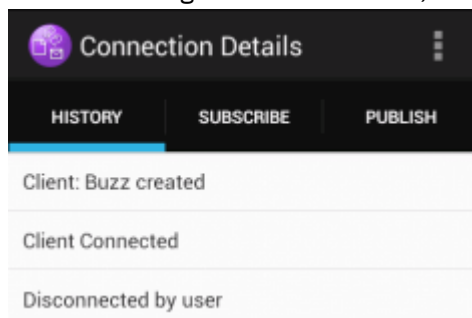 Connection Details
HISTORY SUBSCRIBE PUBLISH
Client: Buzz created
Client Connected
Disconnected by user